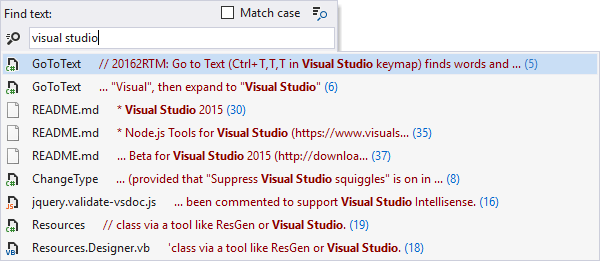 Find text: Match case
visual studio
C# GoToText // 20162RTM: Go to Text (Ctrl+T,T,T in Visual Studio keymap) finds words and ... (5)
C# GoToText ... "Visual", then expand to "Visual Studio" (6)
README.md * Visual Studio 2015 (30)
README.md * Node.js Tools for Visual Studio (https://www.visuals... (35)
README.md ... Beta for Visual Studio 2015 (http://downloa... (37)
C# ChangeType ... (provided that "Suppress Visual Studio squiggles" is on in ... (8)
JS jquery.validate-vsdoc.js ... been commented to support Visual Studio Intellisense. (16)
C# Resources // class via a tool like ResGen or Visual Studio. (19)
VB Resources.Designer.vb 'class via a tool like ResGen or Visual Studio. (18)